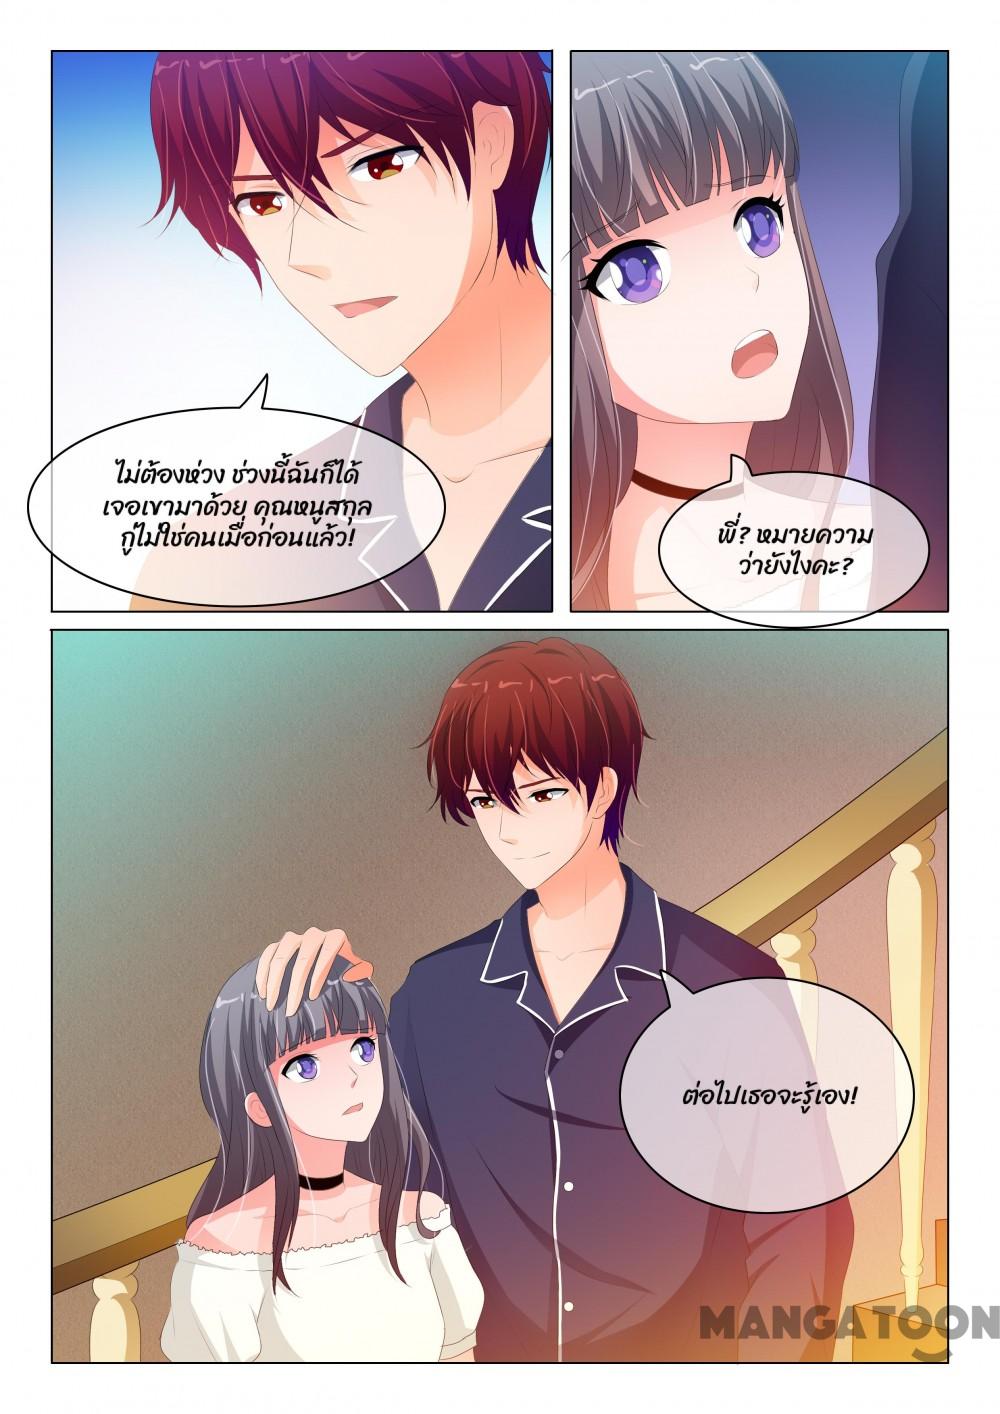 ไม่ต้องห่วง ช่วงนี้ฉันก็ได้
เจอเขามาด้วย คุณหนูสกุล
กู่ไม่ใช่คนเมื่อก่อนแล้ว!
พี่? หมายความ
ว่ายังไงคะ?
ต่อไปเธอจะรู้เอง!
MANGATOON